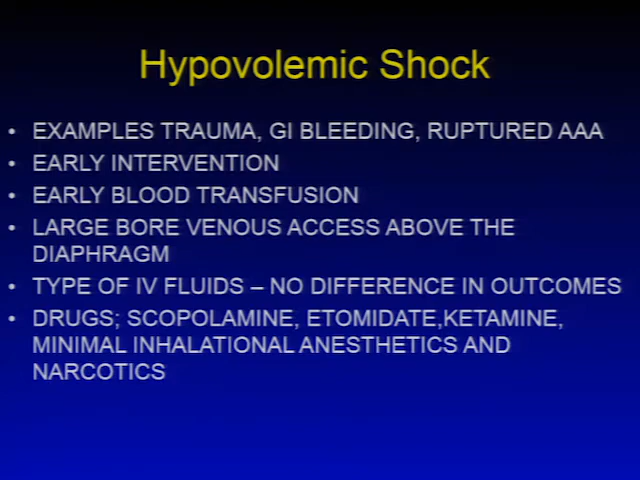 Hypovolemic Shock
• EXAMPLES TRAUMA, GI BLEEDING, RUPTURED AAA
• EARLY INTERVENTION
• EARLY BLOOD TRANSFUSION
• LARGE BORE VENOUS ACCESS ABOVE THE
DIAPHRAGM
• TYPE OF IV FLUIDS – NO DIFFERENCE IN OUTCOMES
• DRUGS; SCOPOLAMINE, ETOMIDATE,KETAMINE,
MINIMAL INHALATIONAL ANESTHETICS AND
NARCOTICS